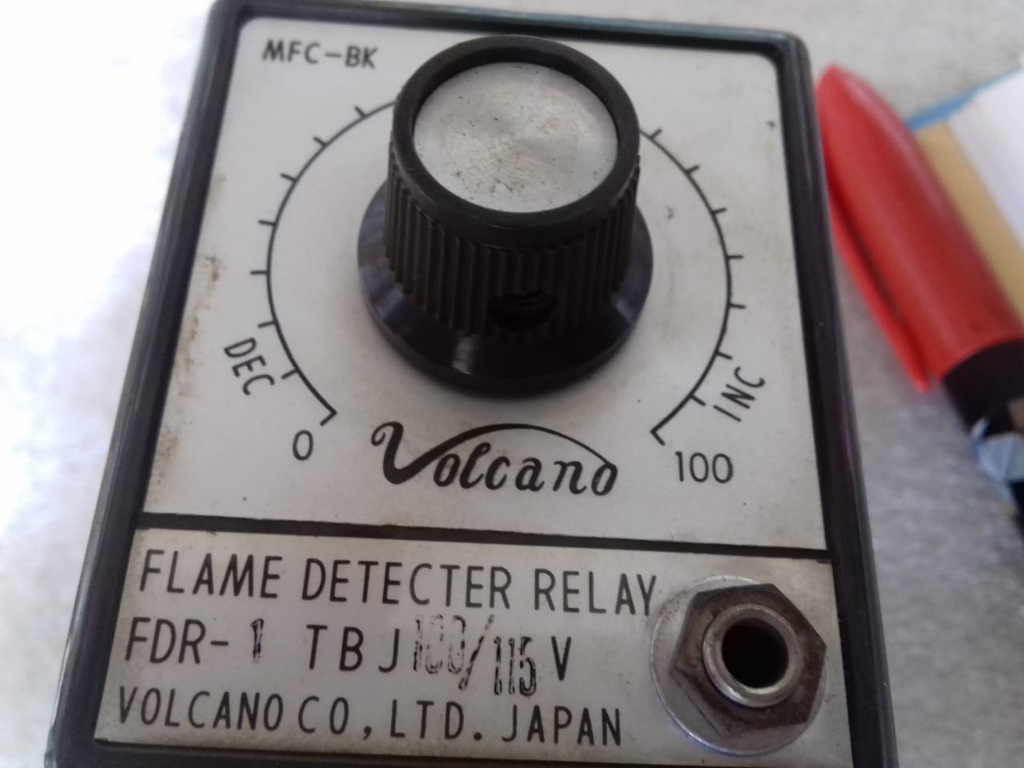 MFC-BK
DEC
INC
0
100
Volcano
FLAME DETECTER RELAY
FDR-1 TBJ 100/115 V
VOLCANO CO., LTD. JAPAN